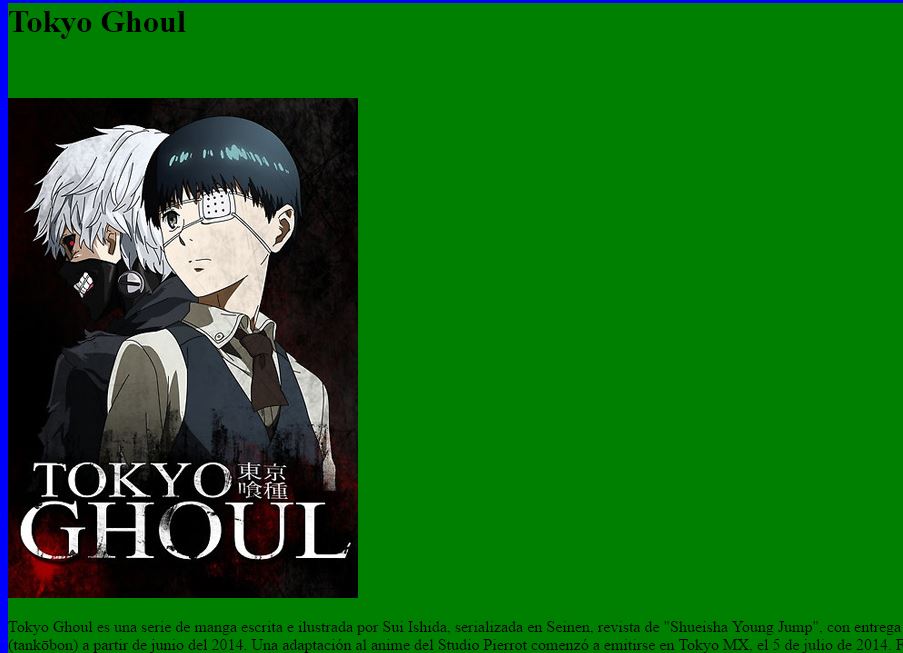 Tokyo Ghoul
TOKYO 東京
GHOUL 喰種
Tokyo Ghoul es una serie de manga escrita e ilustrada por Sui Ishida, serializada en Seinen, revista de "Shueisha Young Jump", con entrega
(tankōbon) a partir de junio del 2014. Una adaptación al anime del Studio Pierrot comenzó a emitirse en Tokyo MX, el 5 de julio de 2014.